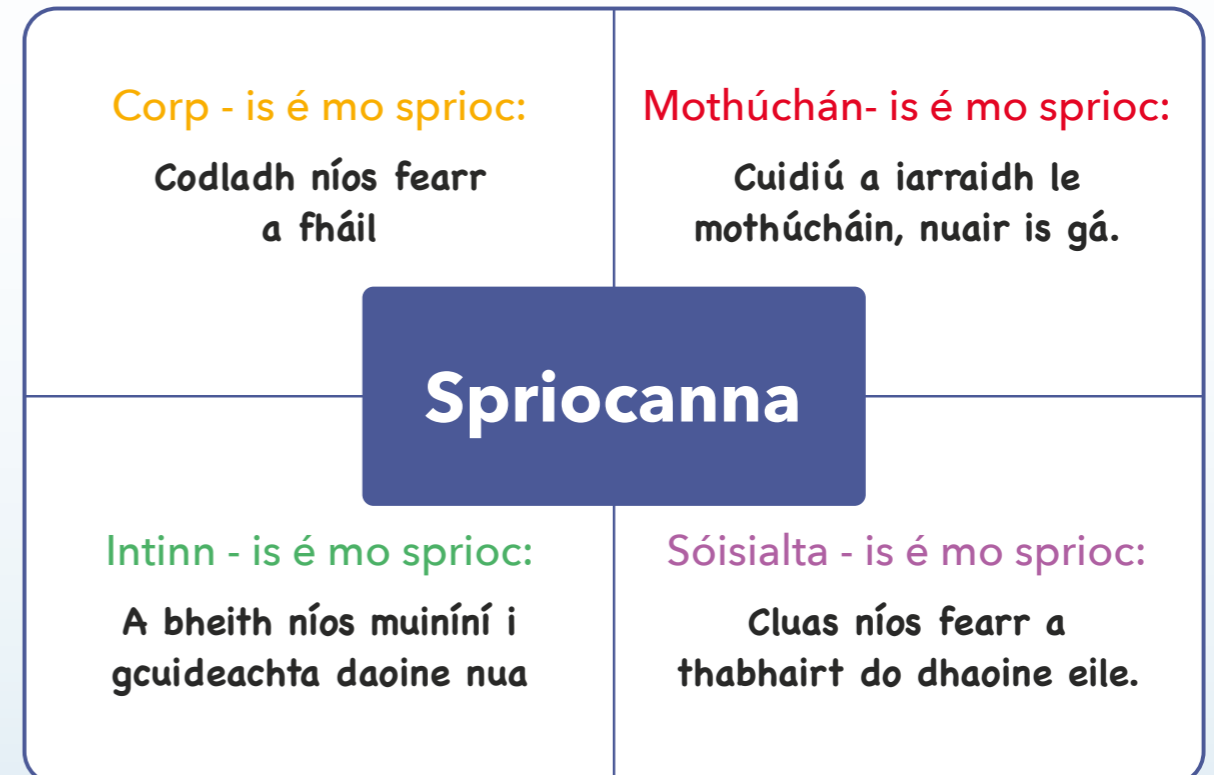 Corp - is é mo sprioc:
Codladh níos fearr
a fháil
Mothúchán- is é mo sprioc:
Cuidiú a iarraidh le
mothúcháin, nuair is gá.
Spriocanna
Intinn - is é mo sprioc:
A bheith níos muiníní i
gcuideachta daoine nua
Sóisialta - is é mo sprioc:
Cluas níos fearr a
thabhairt do dhaoine eile.